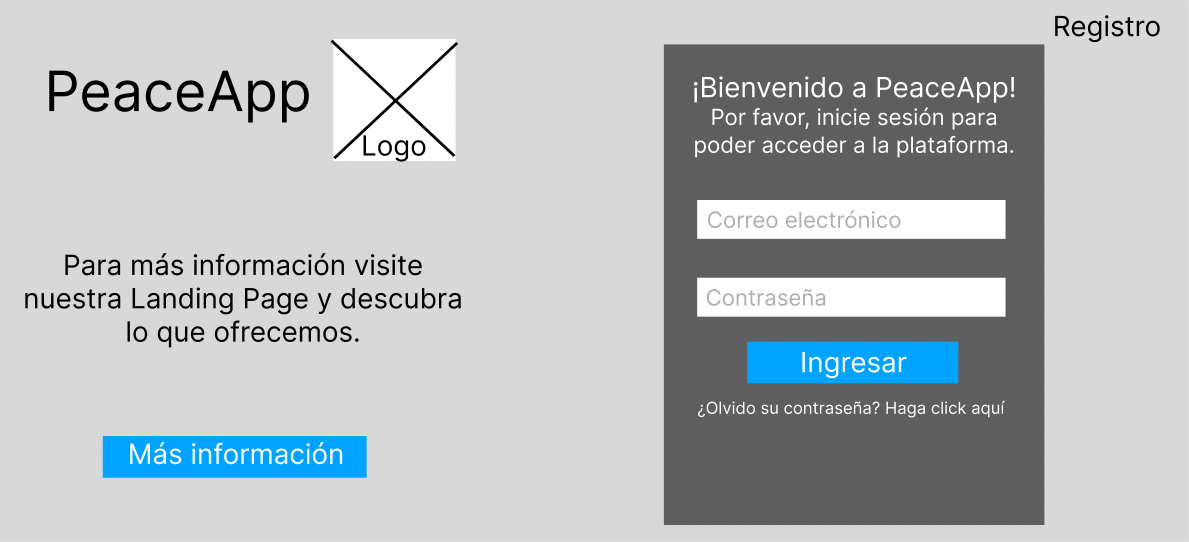 Registro
PeaceApp
Logo
Para más información visite
nuestra Landing Page y descubra
lo que ofrecemos.
Más información
¡Bienvenido a PeaceApp!
Por favor, inicie sesión para
poder acceder a la plataforma.
Correo electrónico
Contraseña
Ingresar
¿Olvido su contraseña? Haga click aquí